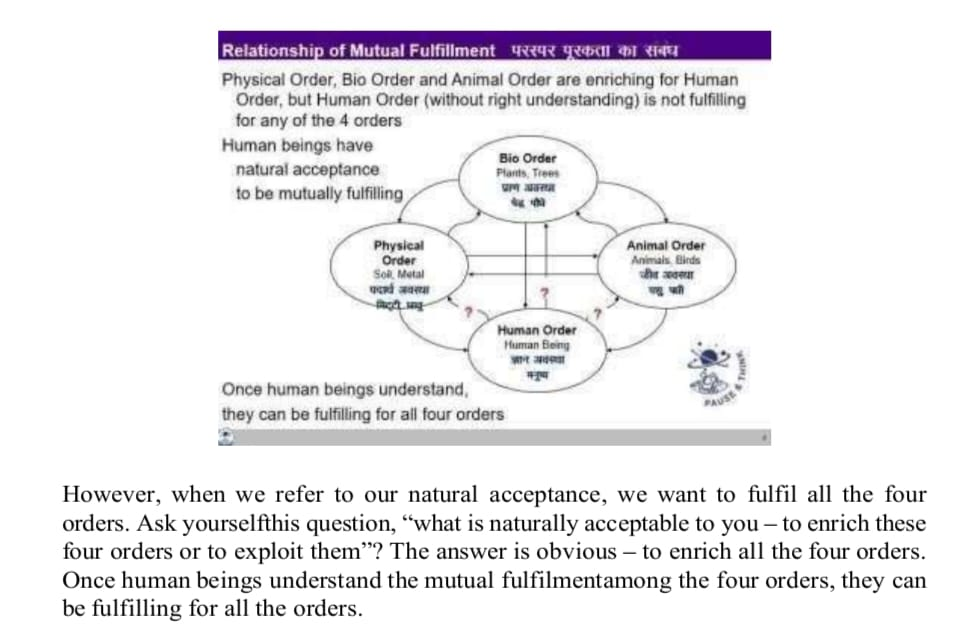 Relationship of Mutual Fulfillment परस्पर पूरकता का संबंध
Physical Order, Bio Order and Animal Order are enriching for Human
Order, but Human Order (without right understanding) is not fulfilling
for any of the 4 orders
Human beings have
natural acceptance
to be mutually fulfilling
Bio Order
Plants, Trees
प्राण अवस्था
पेड़ पौधे
Physical
Order
Soil, Metal
पदार्थ अवस्था
मिट्टी धातु
Animal Order
Animals, Birds
जीव अवस्था
पशु पक्षी
?
?
?
Human Order
Human Being
ज्ञान अवस्था
मनुष्य
PAUSE & THINK
Once human beings understand,
they can be fulfilling for all four orders
However, when we refer to our natural acceptance, we want to fulfil all the four
orders. Ask yourselfthis question, “what is naturally acceptable to you – to enrich these
four orders or to exploit them”? The answer is obvious – to enrich all the four orders.
Once human beings understand the mutual fulfilmentamong the four orders, they can
be fulfilling for all the orders.